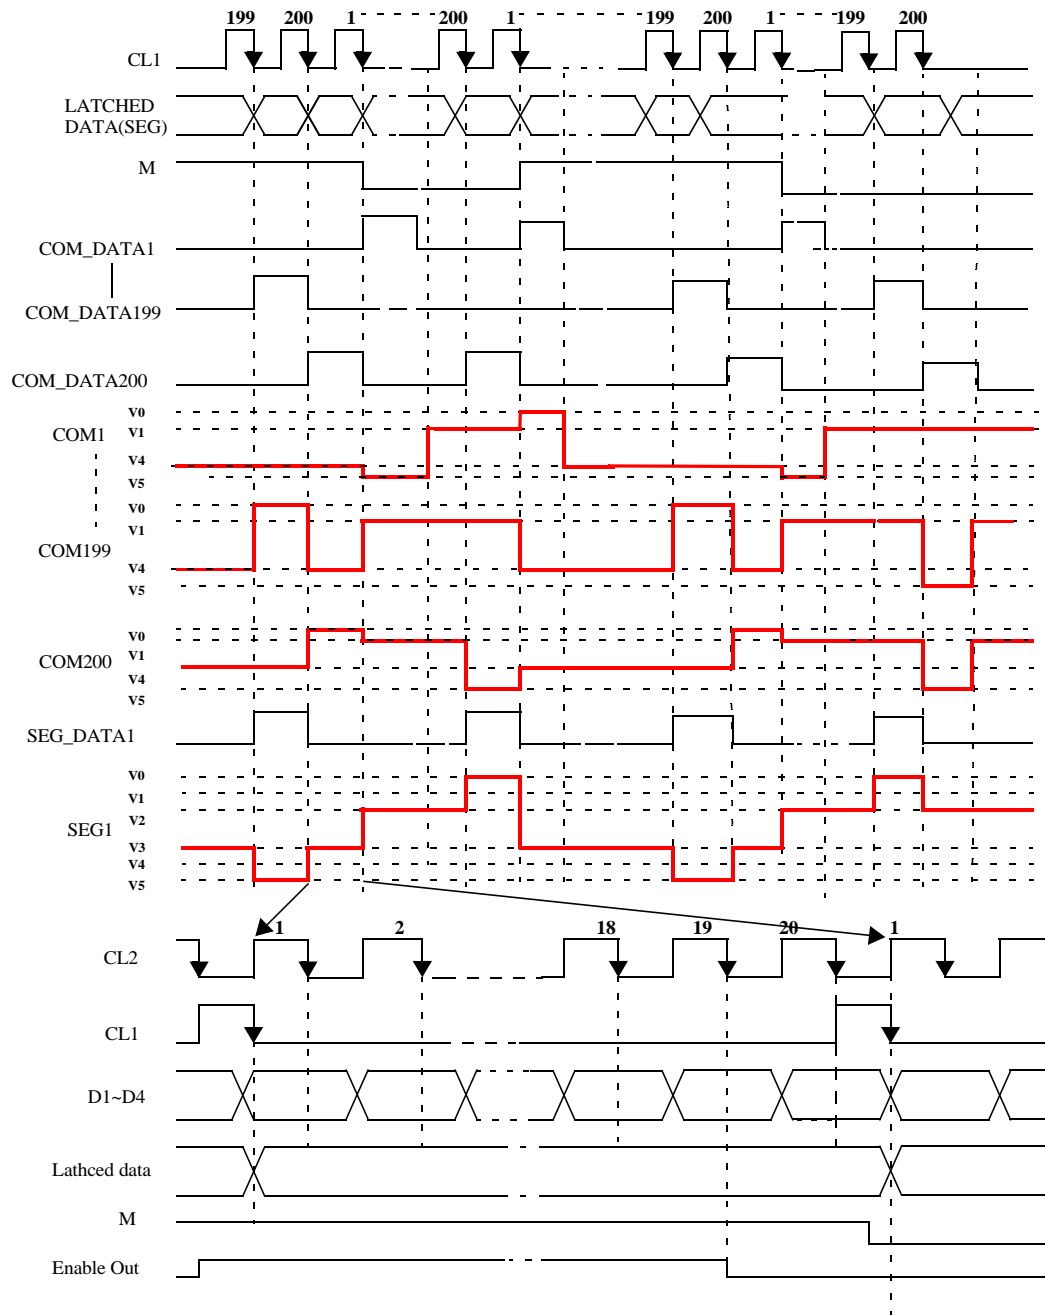 199 200 1 200 1 199 200 1 199 200
CL1
LATCHED
DATA(SEG)
M
COM_DATA1
COM_DATA199
COM_DATA200
V0
COM1 V1
V4
V5
V0
V1
COM199
V4
V5
V0
V1
COM200
V4
V5
SEG_DATA1
V0
V1
V2
SEG1
V3
V4
V5
1 2 18 19 20 1
CL2
CL1
D1~D4
Lathced data
M
Enable Out